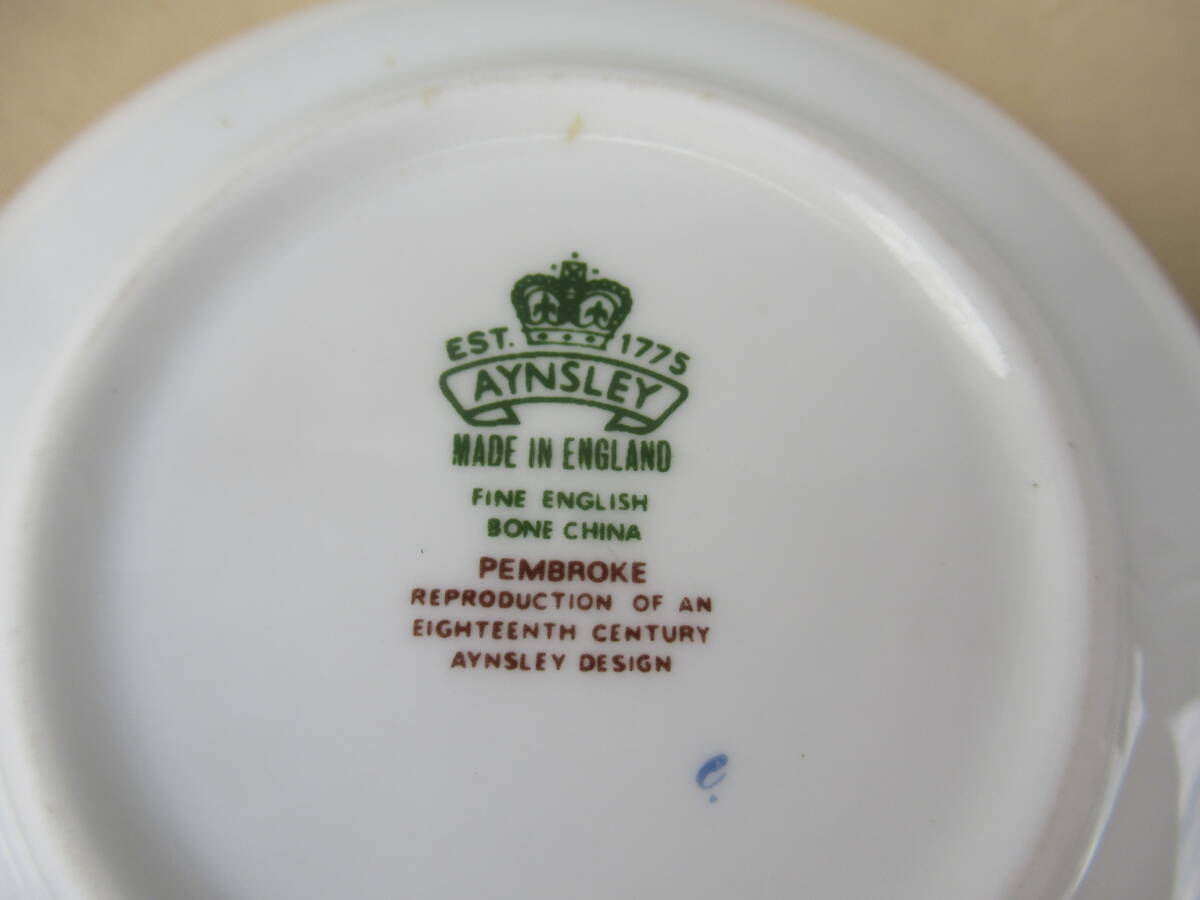 EST. 1775
AYNSLEY
MADE IN ENGLAND
FINE ENGLISH
BONE CHINA
PEMBROKE
REPRODUCTION OF AN
EIGHTEENTH CENTURY
AYNSLEY DESIGN
e.